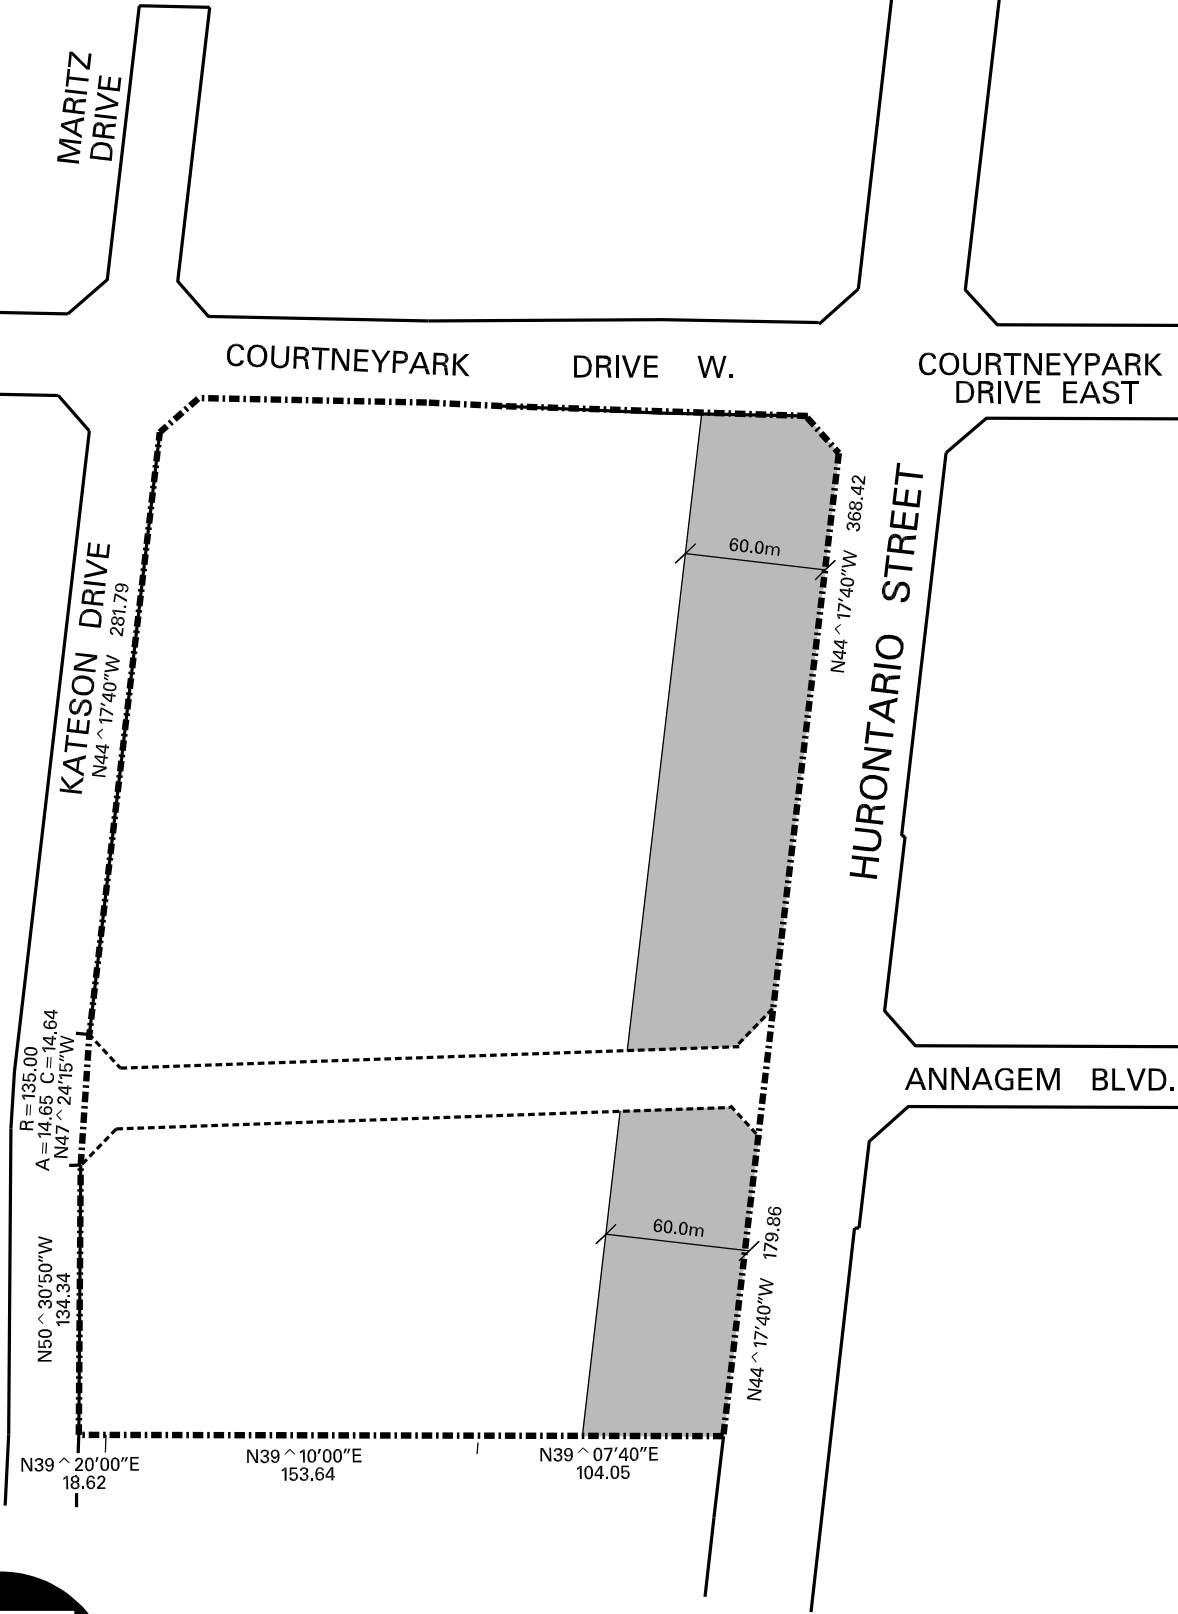 MARITZ
DRIVE
COURTNEYPARK DRIVE W.
COURTNEYPARK
DRIVE EAST
KATESON DRIVE
N44^17'40"W 281.79
60.0m
N44^17'40"W 368.42
HURONTARIO STREET
R=135.00
A=14.65 C=14.64
N47^24'15"W
ANNAGEM BLVD.
60.0m
N44^17'40"W 179.86
N50^30'50"W
134.34
N39^20'00"E
18.62
N39^10'00"E
153.64
N39^07'40"E
104.05